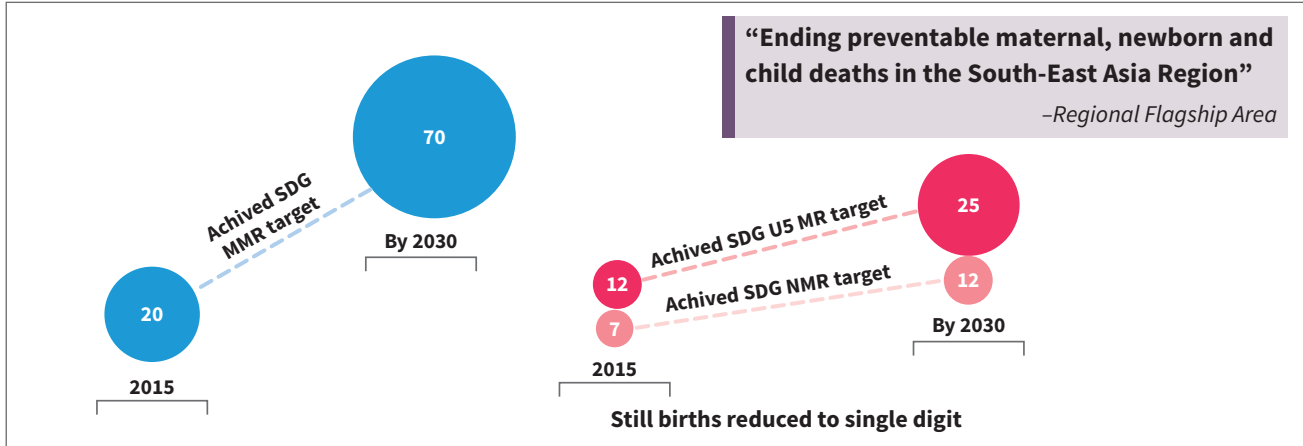 “Ending preventable maternal, newborn and
child deaths in the South-East Asia Region”
–Regional Flagship Area
70
Achived SDG
MMR target
By 2030
20
2015
25
Achived SDG U5 MR target
12
12
Achived SDG NMR target
7
By 2030
2015
Still births reduced to single digit